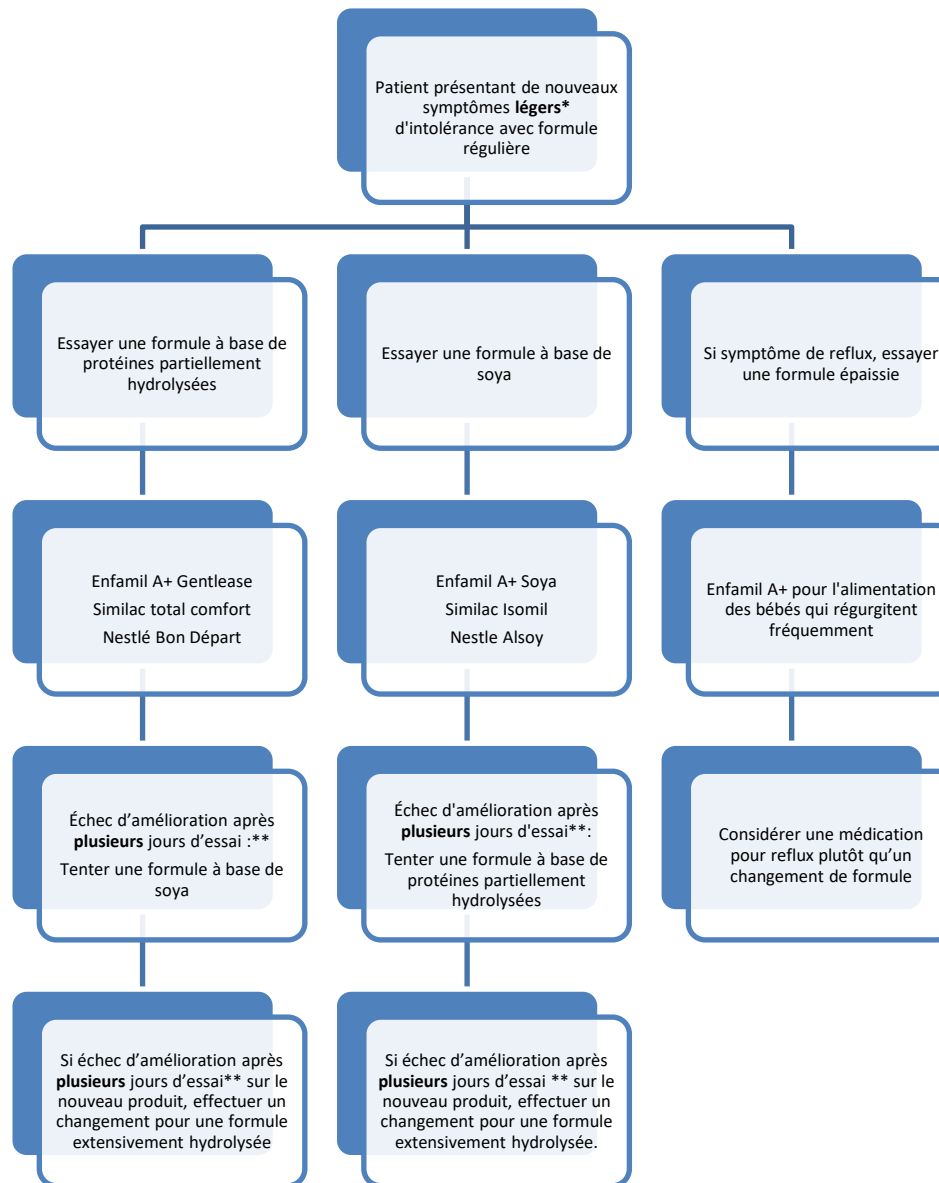 Patient présentant de nouveaux
symptômes légers*
d'intolérance avec formule
régulière
Essayer une formule à base de
protéines partiellement
hydrolysées
Essayer une formule à base de
soya
Si symptôme de reflux, essayer
une formule épaissie
Enfamil A+ Gentlease
Similac total comfort
Nestlé Bon Départ
Enfamil A+ Soya
Similac Isomil
Nestle Alsoy
Enfamil A+ pour l'alimentation
des bébés qui régurgitent
fréquemment
Échec d’amélioration après
plusieurs jours d’essai :**
Tenter une formule à base de
soya
Échec d'amélioration après
plusieurs jours d'essai**:
Tenter une formule à base de
protéines partiellement
hydrolysées
Considérer une médication
pour reflux plutôt qu’un
changement de formule
Si échec d’amélioration après
plusieurs jours d’essai** sur le
nouveau produit, effectuer un
changement pour une formule
extensivement hydrolysée
Si échec d’amélioration après
plusieurs jours d’essai ** sur le
nouveau produit, effectuer un
changement pour une formule
extensivement hydrolysée.